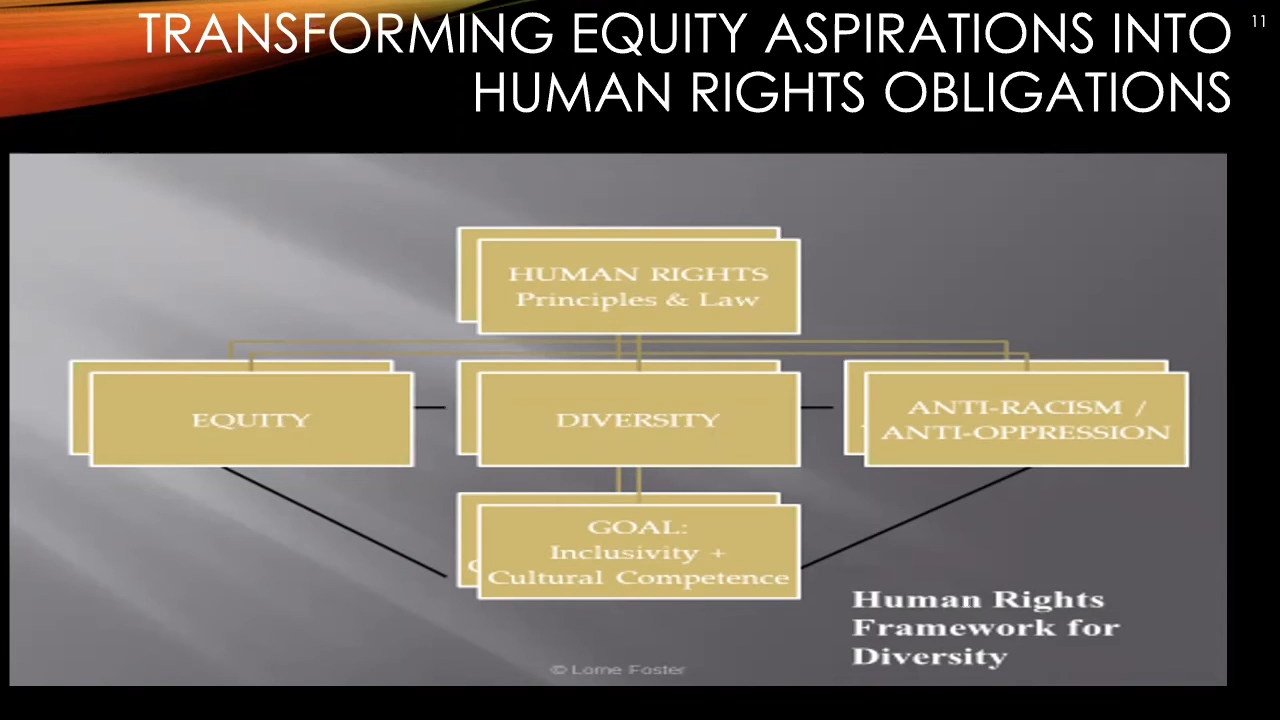 TRANSFORMING EQUITY ASPIRATIONS INTO
HUMAN RIGHTS OBLIGATIONS
11
HUMAN RIGHTS
Principles & Law
EQUITY
DIVERSITY
ANTI-RACISM /
ANTI-OPPRESSION
GOAL:
Inclusivity +
Cultural Competence
Human Rights
Framework for
Diversity
© Lorne Foster